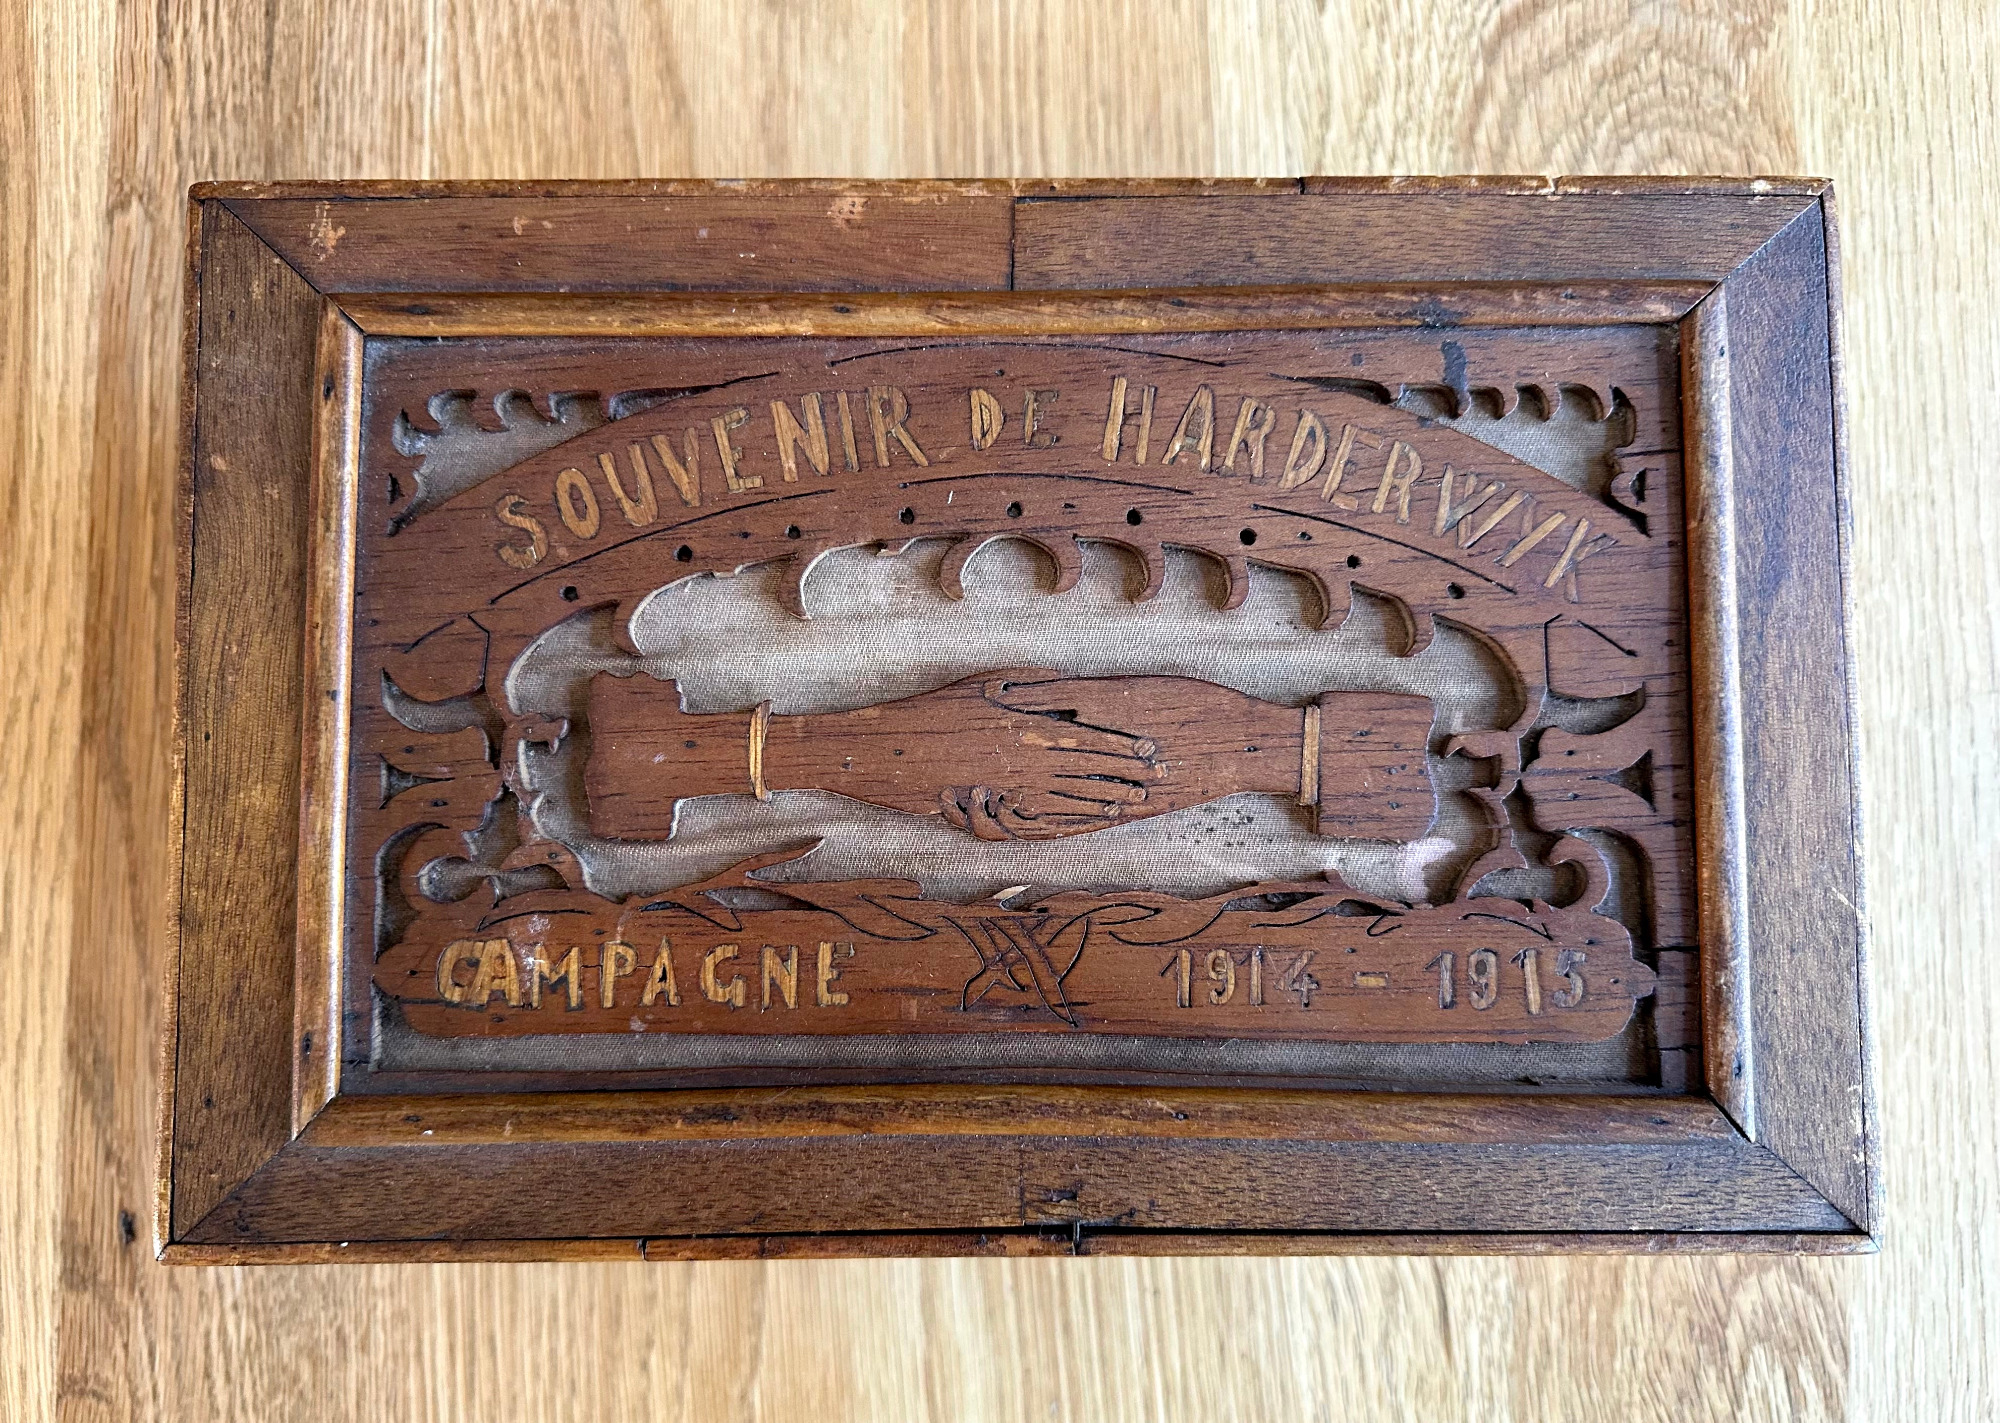 SOUVENIR DE HARDERWYK
CAMPAGNE 1914 - 1915